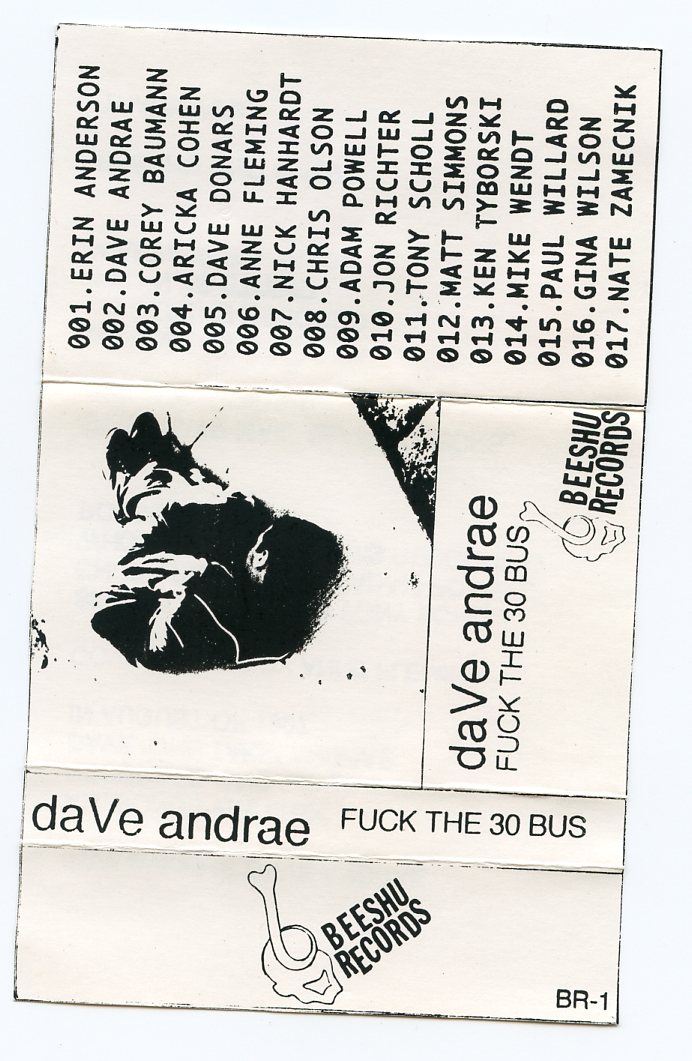 001.ERIN ANDERSON
002.DAVE ANDRAE
003.COREY BAUMANN
004.ARICKA COHEN
005.DAVE DONARS
006.ANNE FLEMING
007.NICK HANHARDT
008.CHRIS OLSON
009.ADAM POWELL
010.JON RICHTER
011.TONY SCHOLL
012.MATT SIMMONS
013.KEN TYBORSKI
014.MIKE WENDT
015.PAUL WILLARD
016.GINA WILSON
017.NATE ZAMECNIK
daVe andrae
FUCK THE 30 BUS
BEESHU
RECORDS
daVe andrae FUCK THE 30 BUS
BEESHU
RECORDS
BR-1